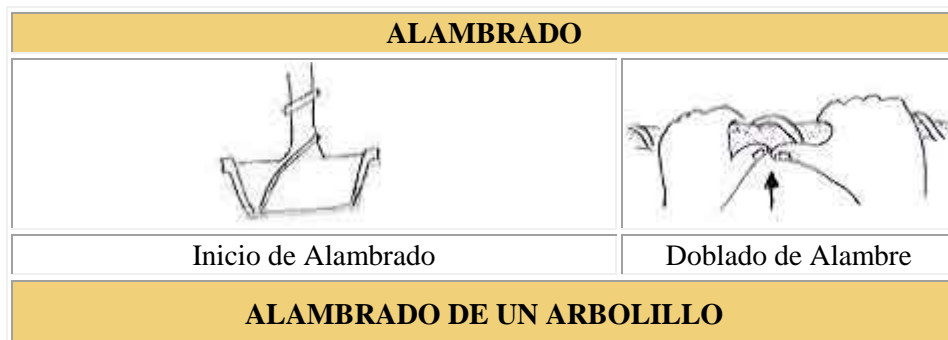 ALAMBRADO
Inicio de Alambrado
Doblado de Alambre
ALAMBRADO DE UN ARBOLILLO